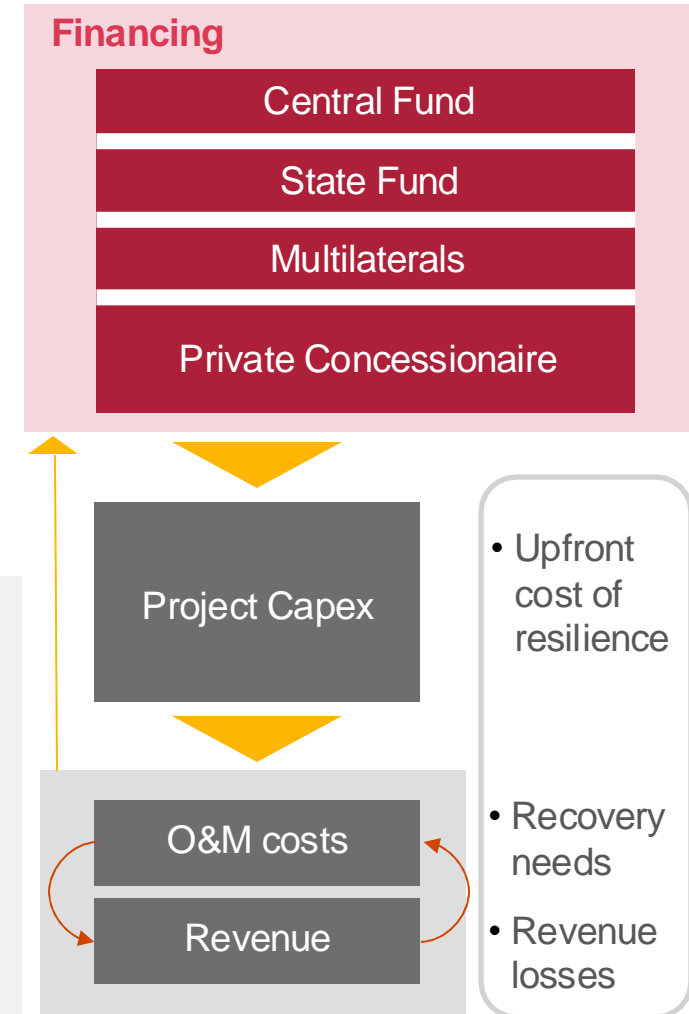 Financing
Central Fund
State Fund
Multilaterals
Private Concessionaire
Project Capex
• Upfront
cost of
resilience
O&M costs
Revenue
• Recovery
needs
• Revenue
losses